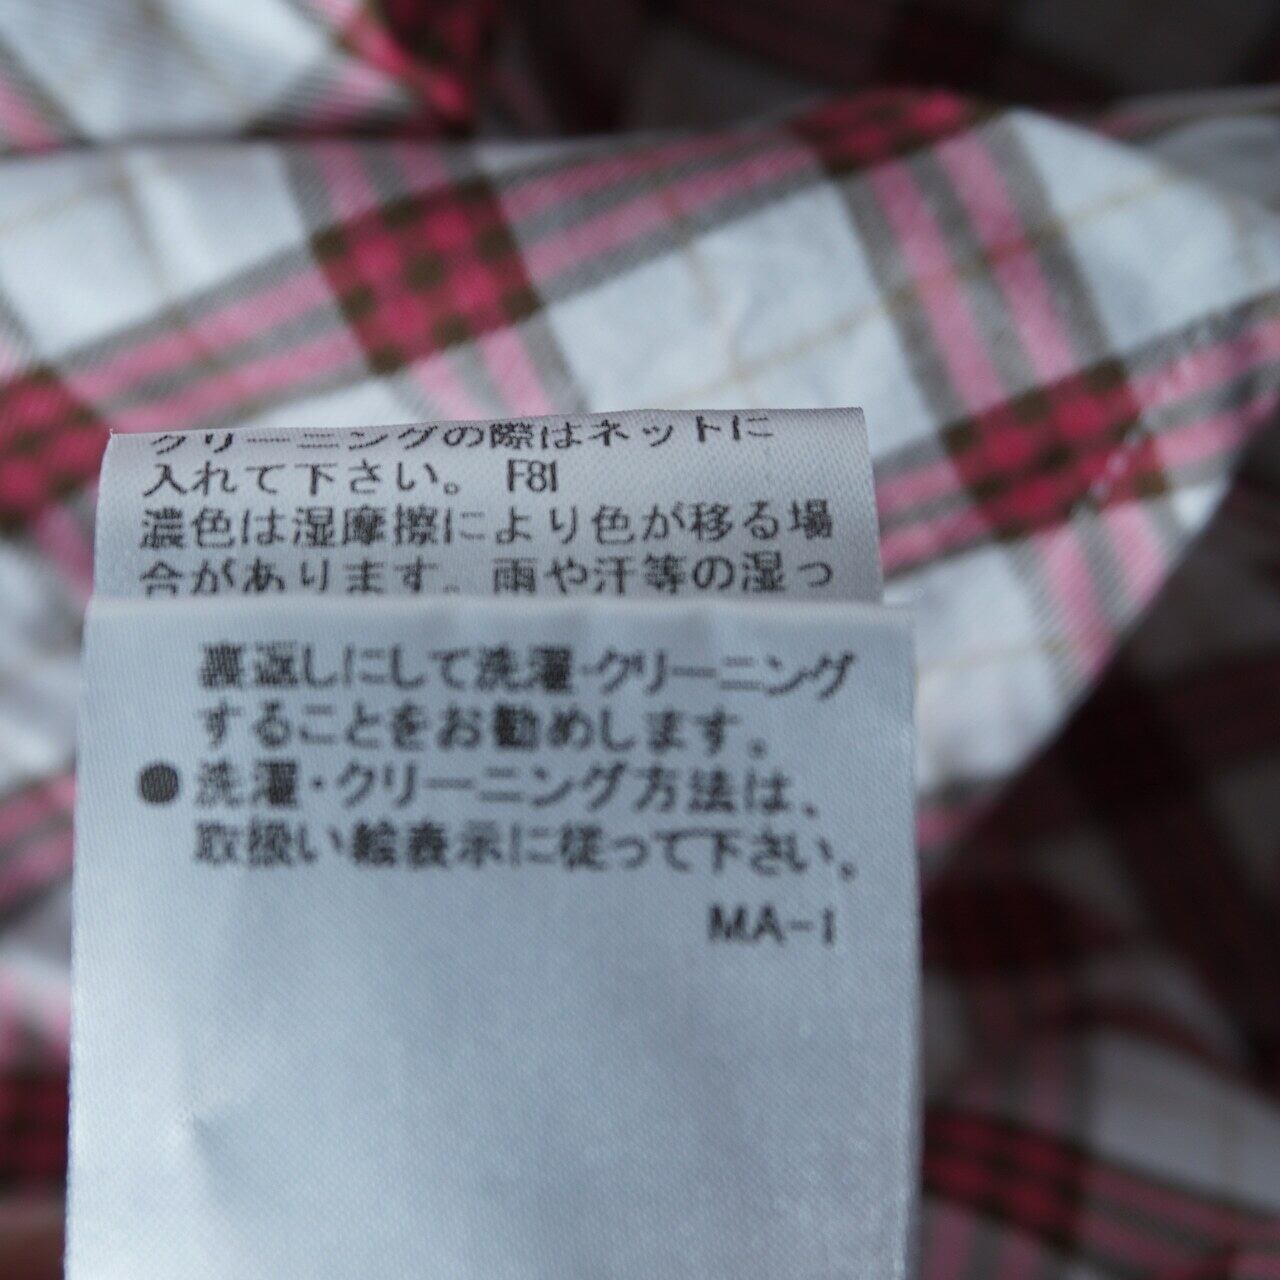 クリーニングの際はネットに
入れて下さい。 F81
濃色は湿摩擦により色が移る場
合があります。雨や汗等の湿っ
裏返しにして洗濯・クリーニング
することをお勧めします。
●洗濯・クリーニング方法は、
取扱い絵表示に従って下さい。
MA-1